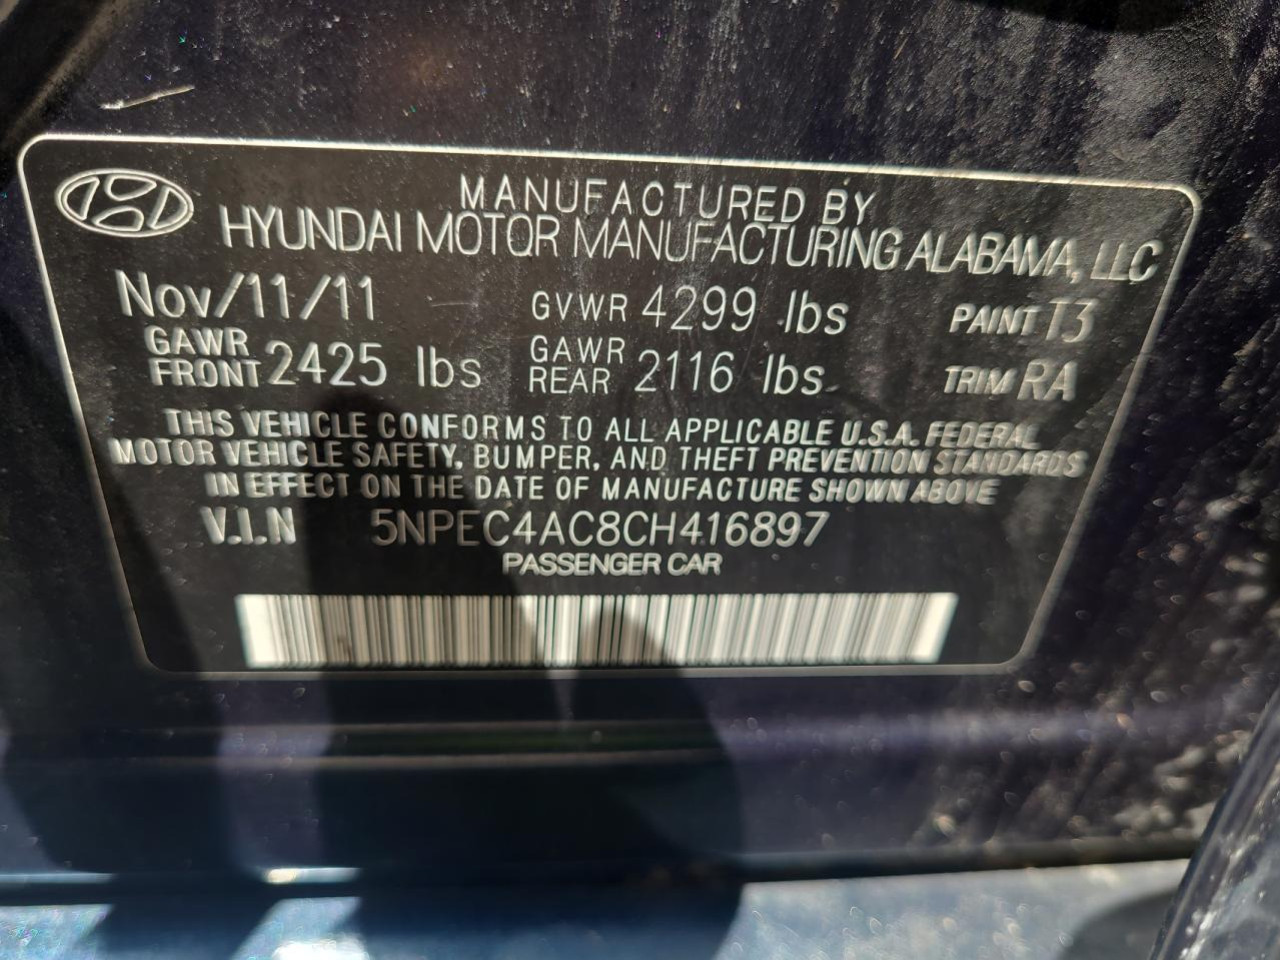 MANUFACTURED BY
HYUNDAI MOTOR MANUFACTURING ALABAMA, LLC
Nov/11/11 GVWR 4299 lbs PAINT T3
GAWR FRONT 2425 lbs GAWR REAR 2116 lbs TRIM RA
THIS VEHICLE CONFORMS TO ALL APPLICABLE U.S.A. FEDERAL
MOTOR VEHICLE SAFETY, BUMPER, AND THEFT PREVENTION STANDARDS
IN EFFECT ON THE DATE OF MANUFACTURE SHOWN ABOVE
V.I.N 5NPEC4AC8CH416897
PASSENGER CAR